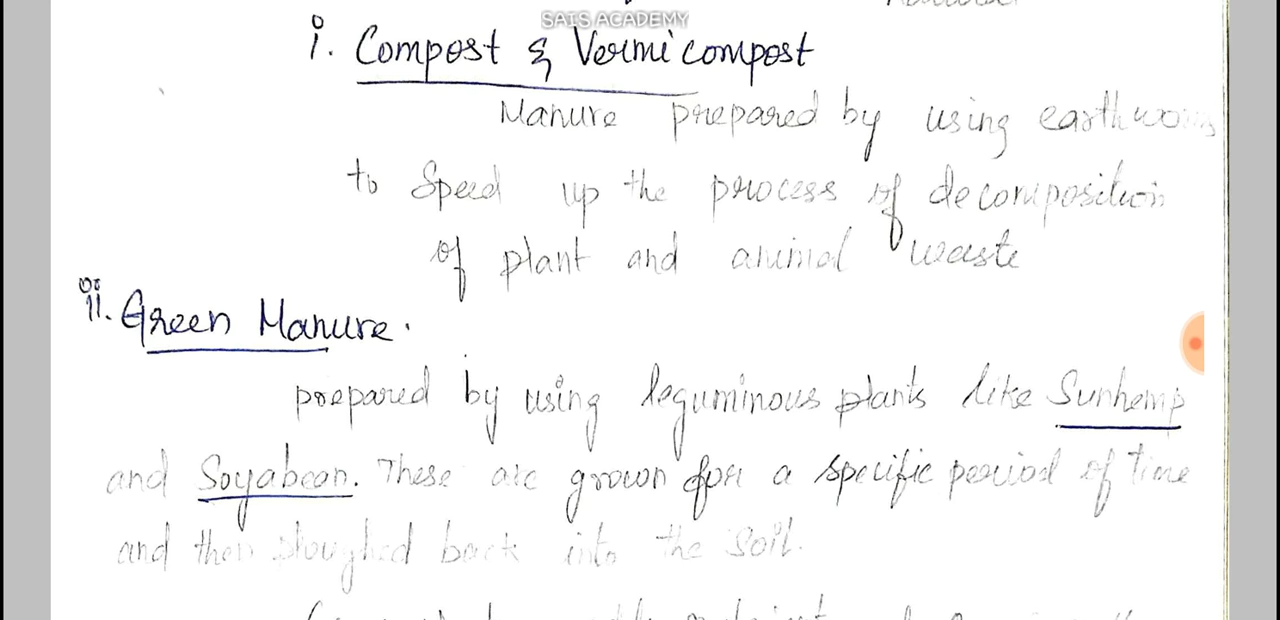 SAIS ACADEMY
i. Compost & Vermicompost
Manure prepared by using earthworms
to Speed up the process of decomposition
of plant and animal waste
ii. Green Manure.
prepared by using leguminous plants like Sunhemp
and Soyabean. These are grown for a specific period of time
and then ploughed back into the soil.